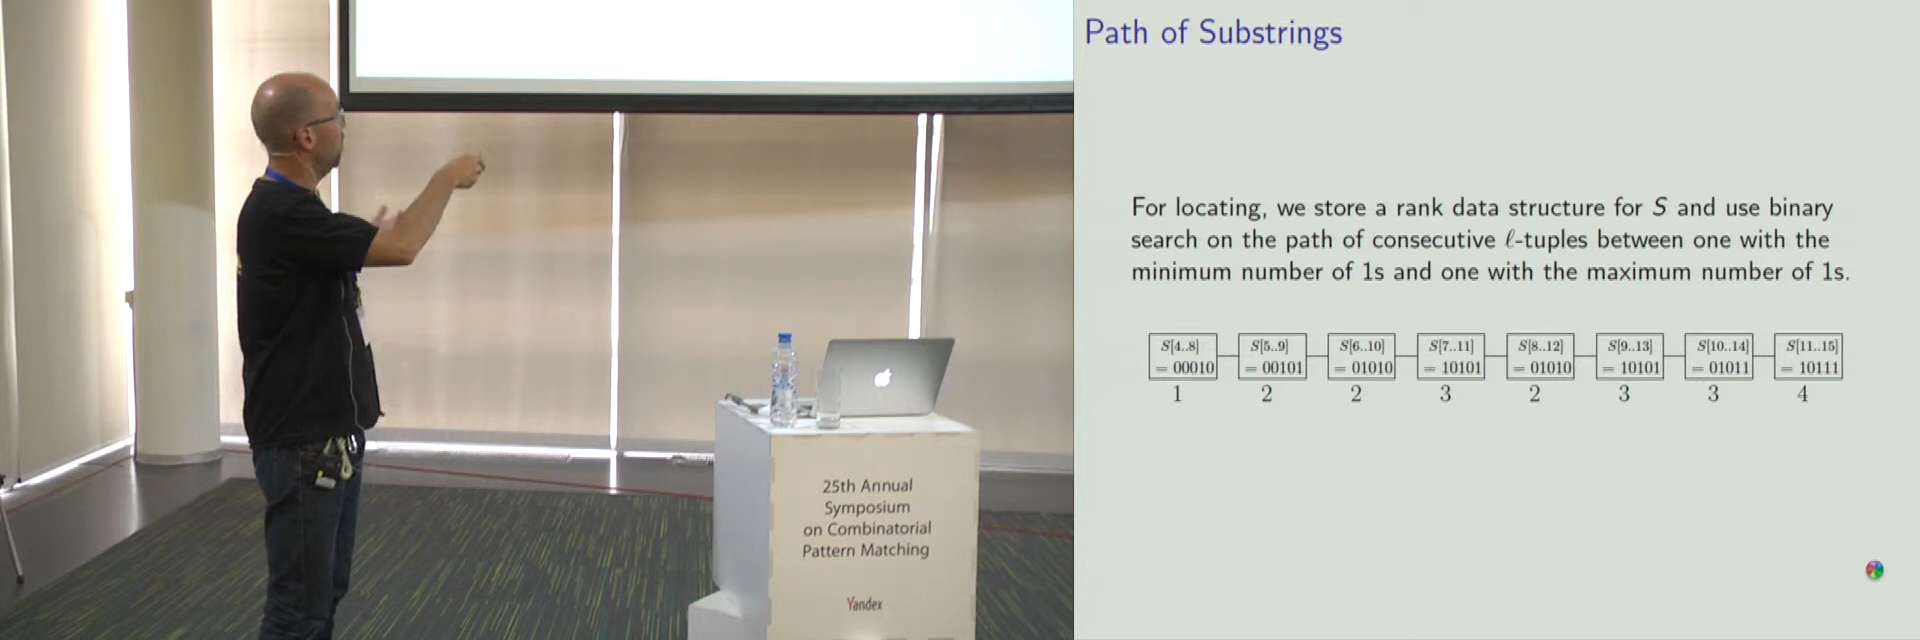 Path of Substrings
For locating, we store a rank data structure for S and use binary
search on the path of consecutive ℓ-tuples between one with the
minimum number of 1s and one with the maximum number of 1s.
S[4..8] S[5..9] S[6..10] S[7..11] S[8..12] S[9..13] S[10..14] S[11..15]
= 00010 = 00101 = 01010 = 10101 = 01010 = 10101 = 01011 = 10111
1 2 2 3 2 3 3 4
25th Annual
Symposium
on Combinatorial
Pattern Matching
Yandex